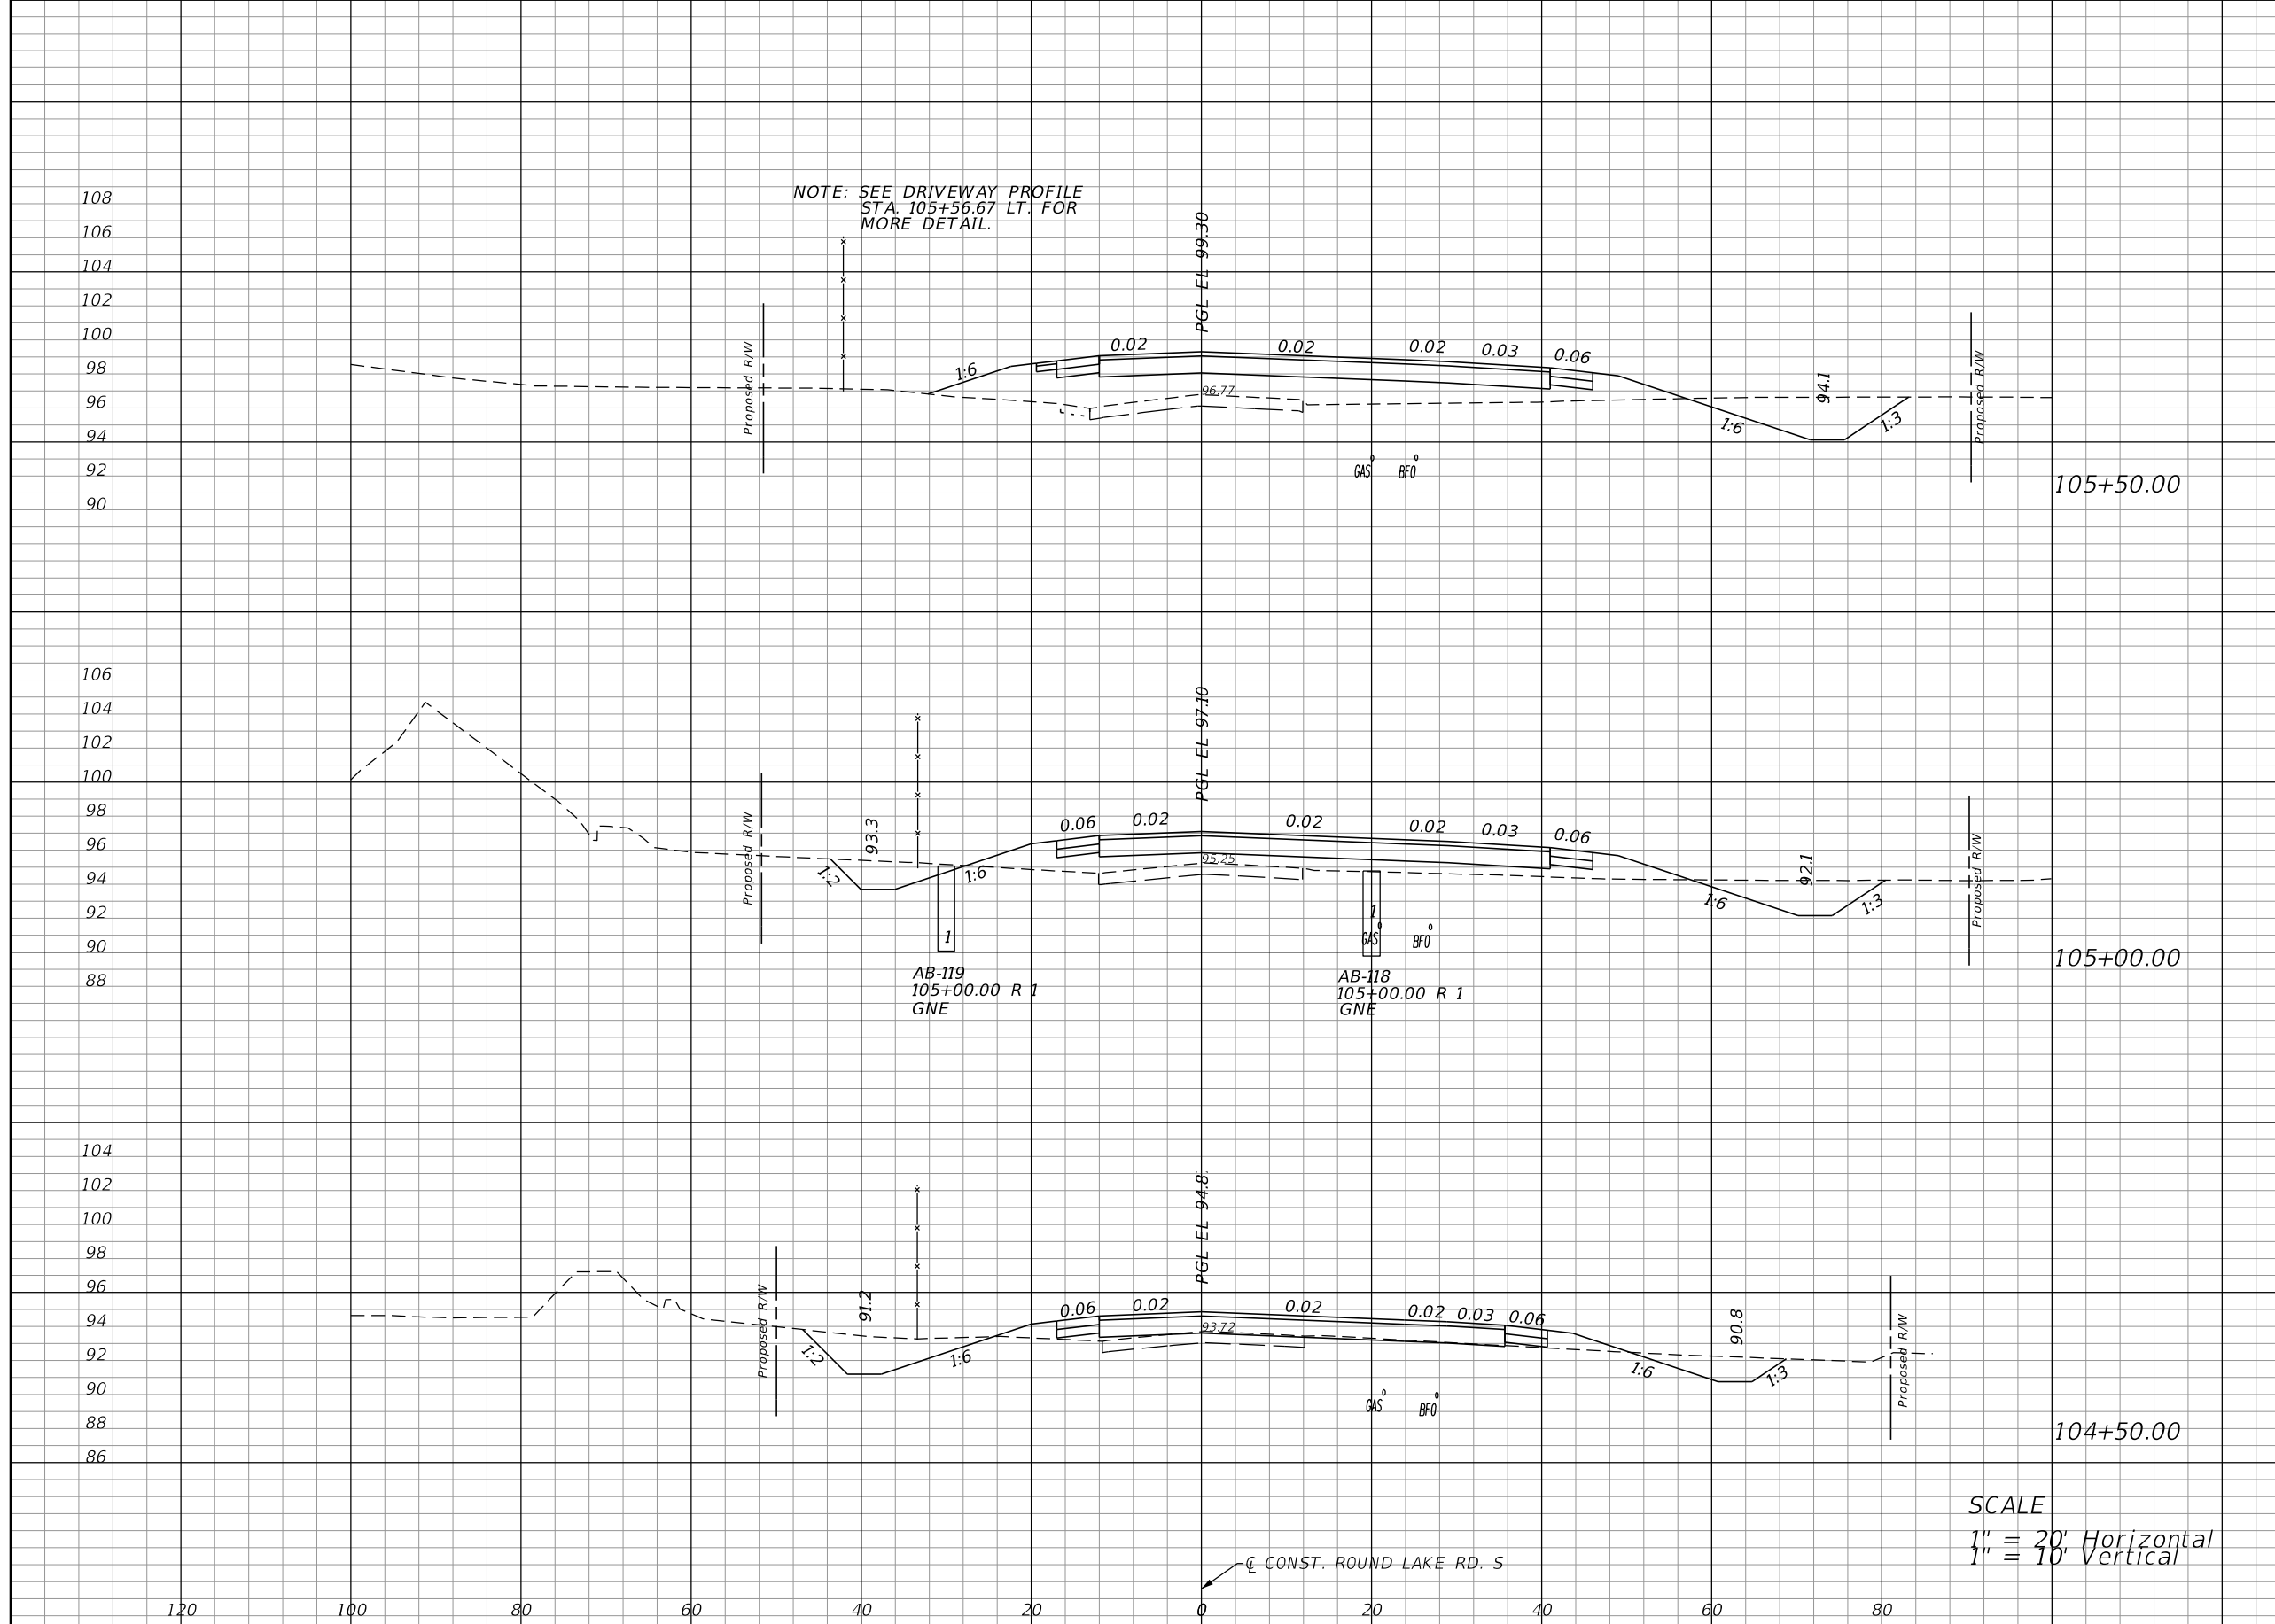 NOTE: SEE DRIVEWAY PROFILE
STA. 105+56.67 LT. FOR
MORE DETAIL.
108
106
104
102
100
98
96
94
92
90
Proposed R/W
1:6
0.02
PGL EL 99.30
96.77
0.02
0.02
0.03
0.06
GAS
BFO
1:6
94.1
1:3
Proposed R/W
105+50.00
106
104
102
100
98
96
94
92
90
88
Proposed R/W
1:2
93.3
1:6
1
0.06
0.02
PGL EL 97.10
95.25
0.02
0.02
0.03
0.06
1
GAS
BFO
1:6
92.1
1:3
Proposed R/W
105+00.00
AB-119
105+00.00 R 1
GNE
AB-118
105+00.00 R 1
GNE
104
102
100
98
96
94
92
90
88
86
Proposed R/W
1:2
91.2
1:6
0.06
0.02
PGL EL 94.8
93.72
0.02
0.02
0.03
0.06
GAS
BFO
1:6
90.8
1:3
Proposed R/W
104+50.00
SCALE
1" = 20' Horizontal
1" = 10' Vertical
℄ CONST. ROUND LAKE RD. S
120
100
80
60
40
20
0
20
40
60
80